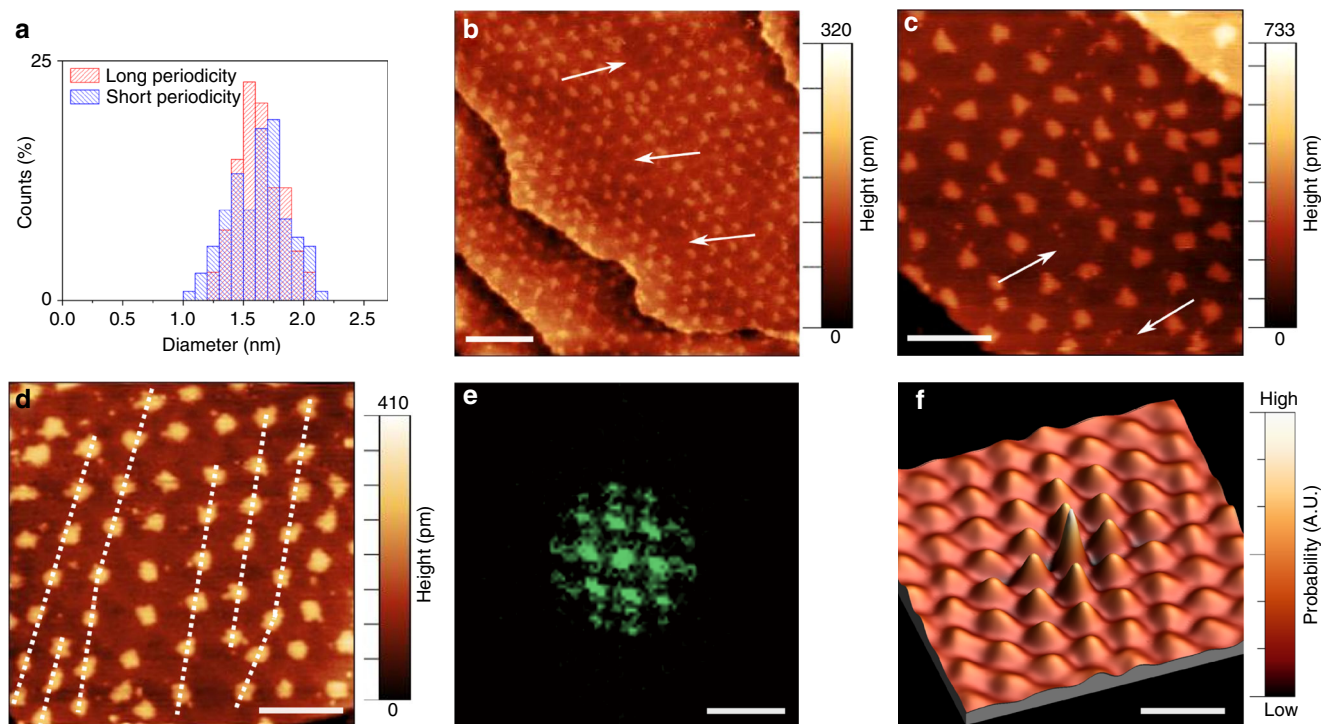 a
25
Long periodicity
Short periodicity
Counts (%)
0
0.0 0.5 1.0 1.5 2.0 2.5
Diameter (nm)
b
320
Height (pm)
0
c
733
Height (pm)
0
d
410
Height (pm)
0
e
f
High
Probability (A.U.)
Low